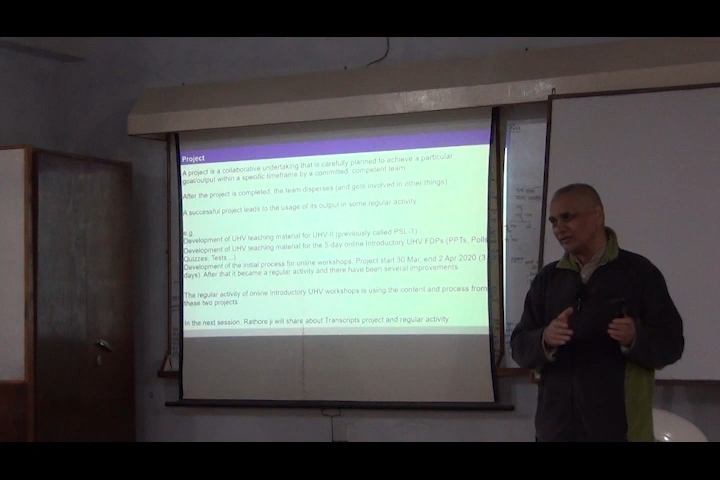 Project
A project is a collaborative undertaking that is carefully planned to achieve a particular
goal/output within a specific timeframe by a committed, competent team
After the project is completed, the team disperses (and gets involved in other things)
A successful project leads to the usage of its output in some regular activity
e.g.
Development of UHV teaching material for UHV-II (previously called PSL-1)
Development of UHV teaching material for the 5-day online Introductory UHV FDPs (PPTs, Polls
Quizzes, Tests ...)
Development of the initial process for online workshops. Project start 30 Mar, end 2 Apr 2020 (3
days). After that it became a regular activity and there have been several improvements
The regular activity of online Introductory UHV workshops is using the content and process from
these two projects
In the next session, Rathore ji will share about Transcripts project and regular activity